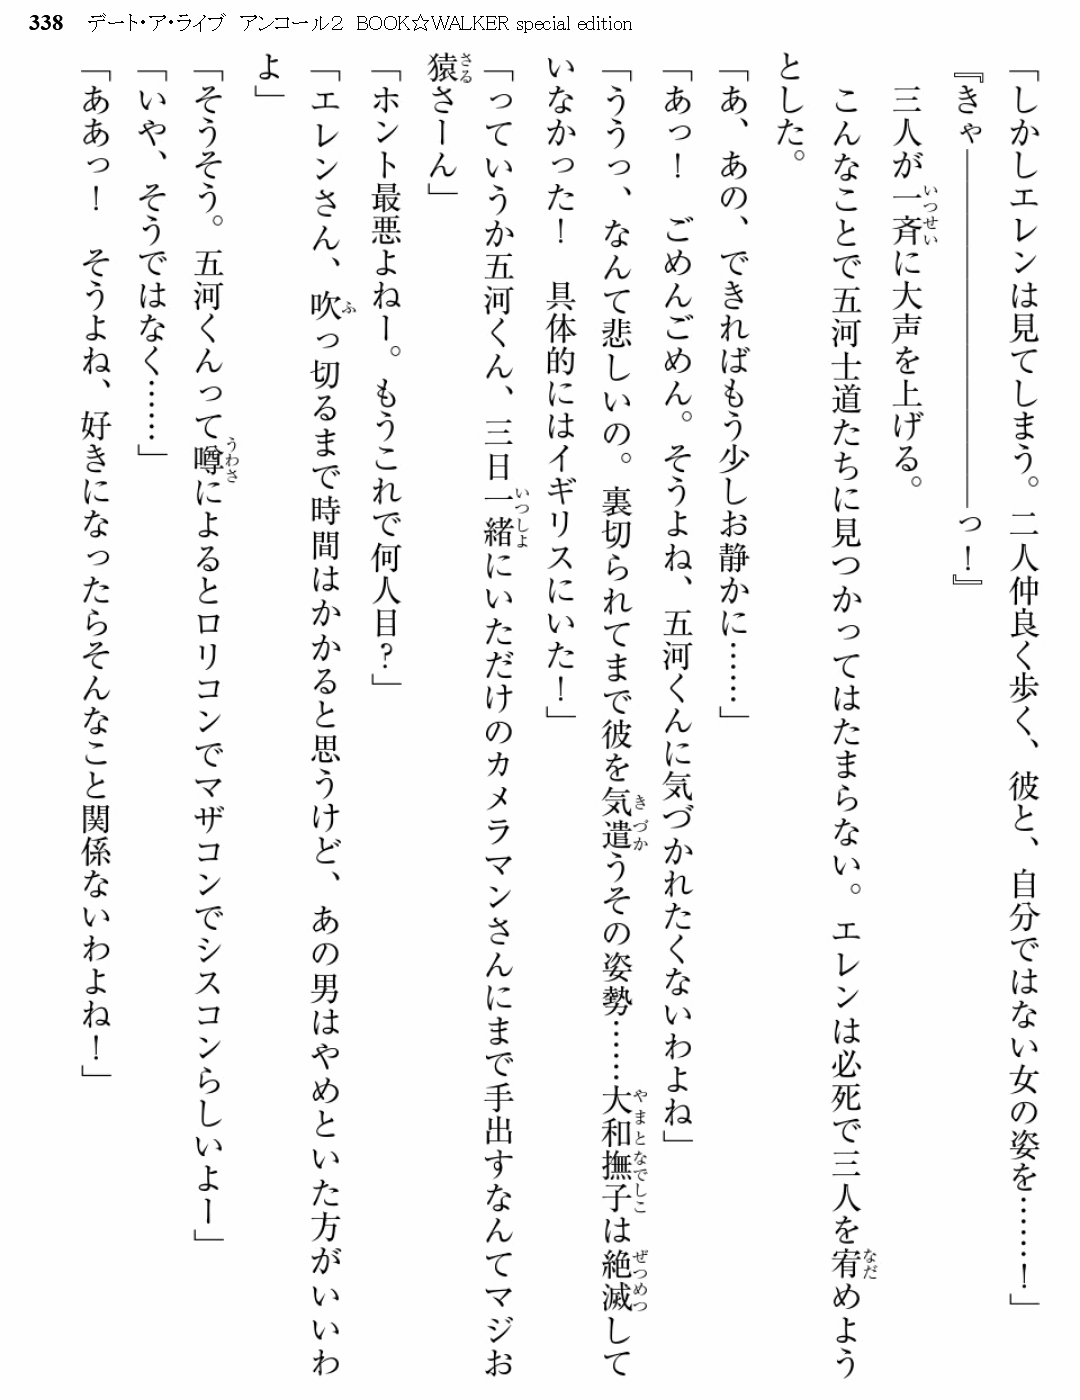 338 デート・ア・ライブ アンコール2 BOOK☆WALKER special edition
「しかしエレンは見てしまう。二人仲良く歩く、彼と、自分ではない女の姿を……！」
『きゃ―――――――――――っ！』
三人が一斉に大声を上げる。
こんなことで五河士道たちに見つかってはたまらない。エレンは必死で三人を宥めよう
とした。
「あ、あの、できればもう少しお静かに……」
「あっ！　ごめんごめん。そうよね、五河くんに気づかれたくないわよね」
「ううっ、なんて悲しいの。裏切られてまで彼を気遣うその姿勢……大和撫子は絶滅して
いなかった！　具体的にはイギリスにいた！」
「っていうか五河くん、三日一緒にいただけのカメラマンさんにまで手出すなんてマジお
猿さーん」
「ホント最悪よねー。もうこれで何人目？」
「エレンさん、吹っ切るまで時間はかかると思うけど、あの男はやめといた方がいいわ
よ」
「そうそう。五河くんって噂によるとロリコンでマザコンでシスコンらしいよー」
「いや、そうではなく……」
「ああっ！　そうよね、好きになったらそんなこと関係ないわよね！」